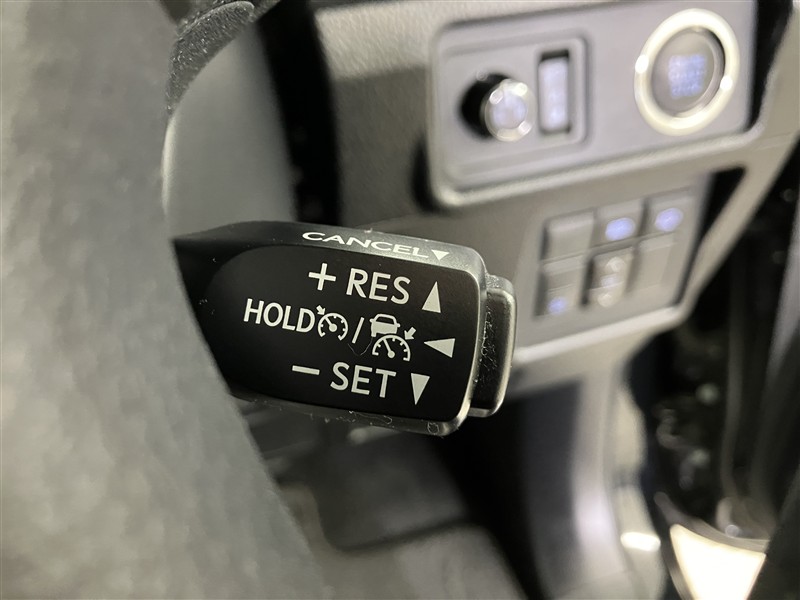 CANCEL▼
+ RES ▲
HOLD / ◀
− SET ▼